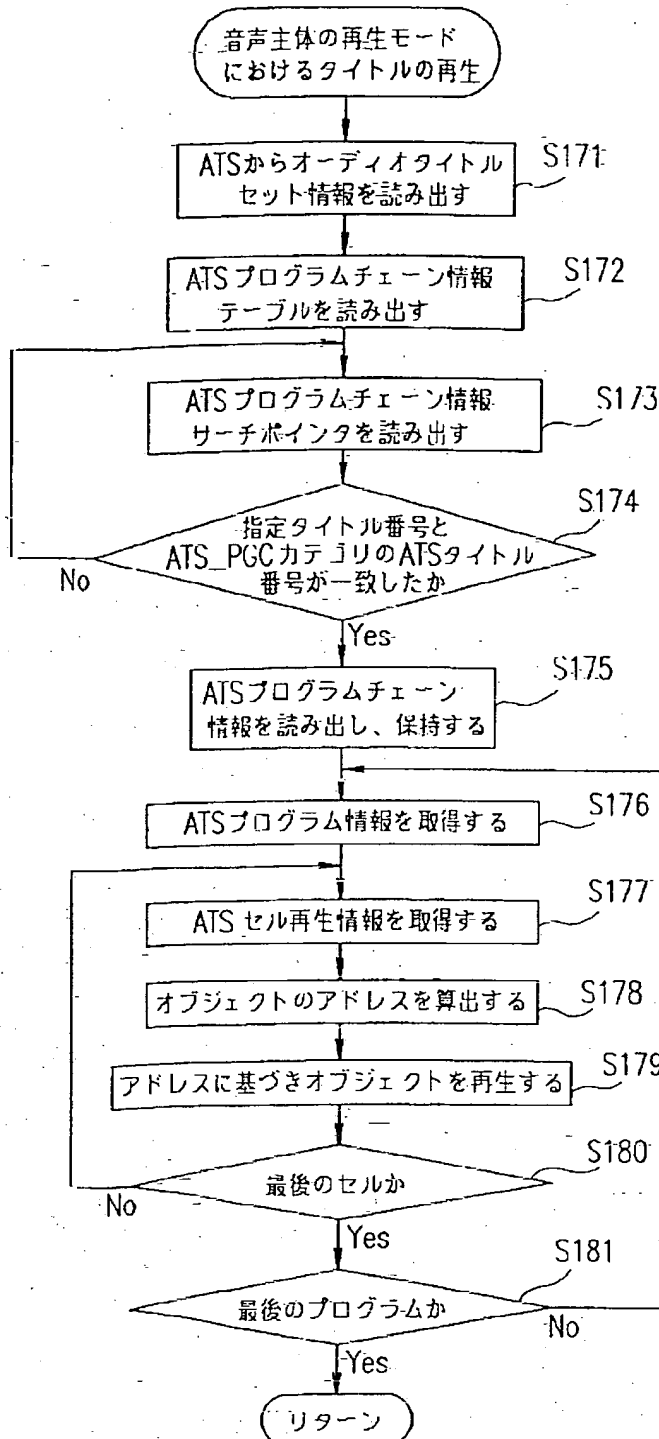 音声主体の再生モード
におけるタイトルの再生
ATSからオーディオタイトル
セット情報を読み出す
S171
ATSプログラムチェーン情報
テーブルを読み出す
S172
ATSプログラムチェーン情報
サーチポインタを読み出す
S173
指定タイトル番号と
ATS_PGCカテゴリのATSタイトル
番号が一致したか
S174
No
Yes
ATSプログラムチェーン
情報を読み出し、保持する
S175
ATSプログラム情報を取得する
S176
ATSセル再生情報を取得する
S177
オブジェクトのアドレスを算出する
S178
アドレスに基づきオブジェクトを再生する
S179
最後のセルか
S180
No
Yes
最後のプログラムか
S181
No
Yes
リターン